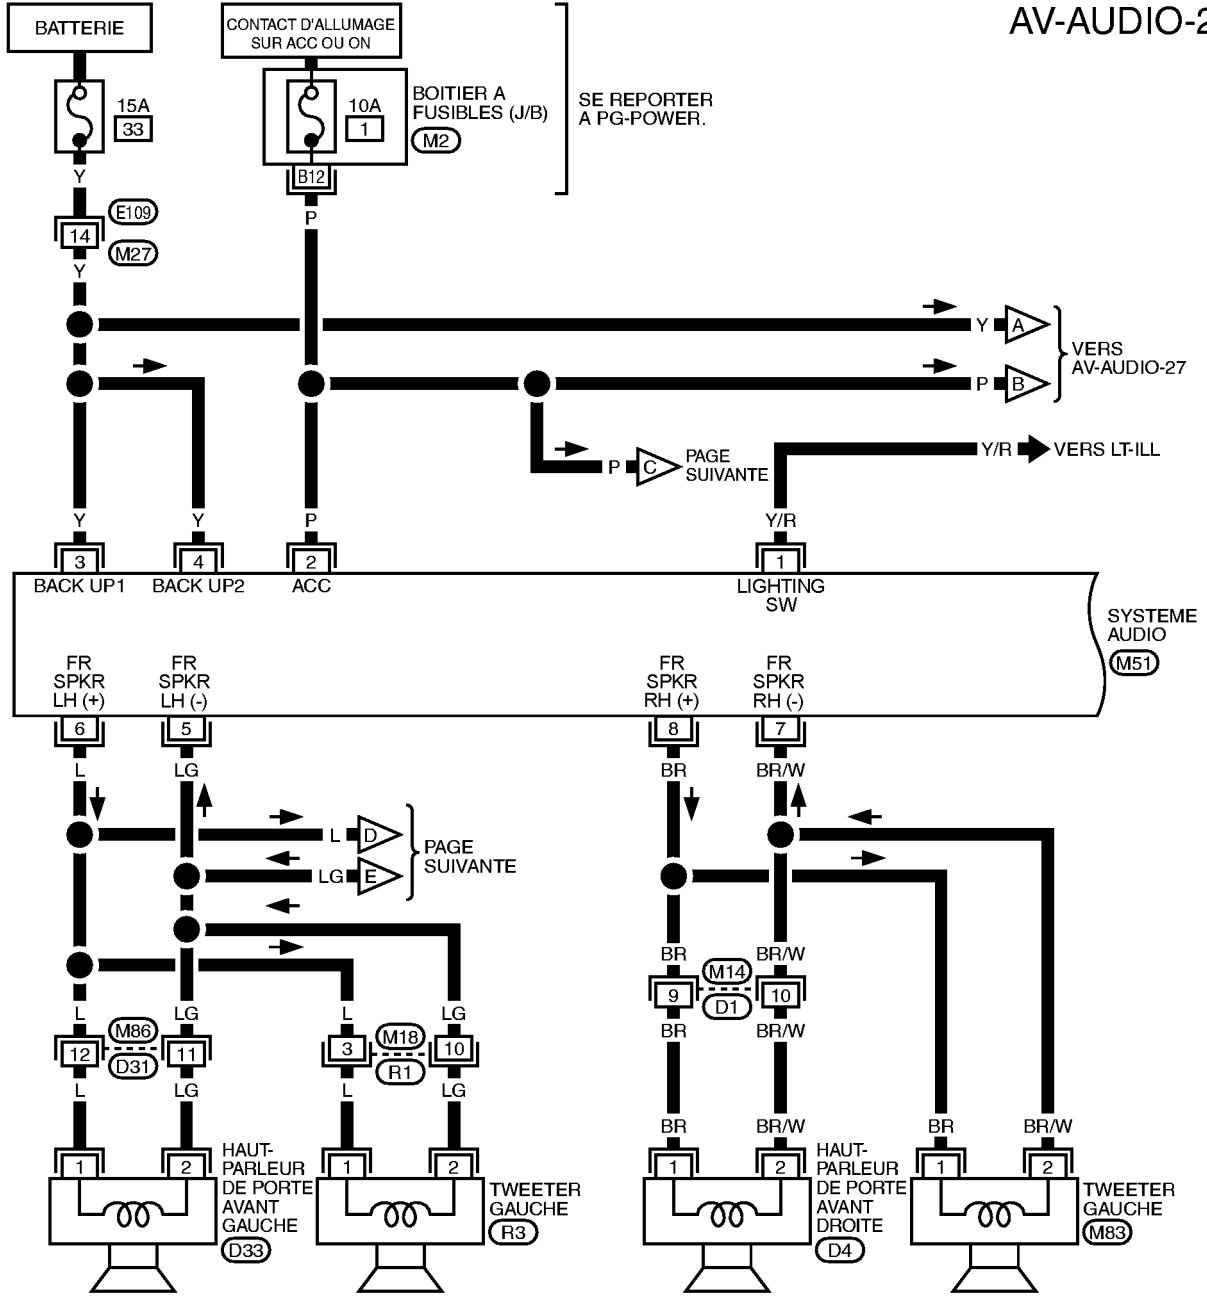 AV-AUDIO-2
BATTERIE
CONTACT D'ALLUMAGE
SUR ACC OU ON
15A
33
10A
1
BOITIER A
FUSIBLES (J/B)
M2
SE REPORTER
A PG-POWER.
B12
Y
P
E109
14
M27
Y
Y
A
P
B
VERS
AV-AUDIO-27
P
C
PAGE
SUIVANTE
Y/R
VERS LT-ILL
Y
Y
P
Y/R
3
4
2
1
BACK UP1
BACK UP2
ACC
LIGHTING
SW
SYSTEME
AUDIO
M51
FR
SPKR
LH (+)
FR
SPKR
LH (-)
FR
SPKR
RH (+)
FR
SPKR
RH (-)
6
5
8
7
L
LG
BR
BR/W
L
D
LG
E
PAGE
SUIVANTE
BR
BR/W
M14
D1
9
10
BR
BR/W
L
LG
L
LG
M86
D31
12
11
M18
R1
3
10
L
LG
L
LG
BR
BR/W
BR
BR/W
1
2
1
2
1
2
1
2
HAUT-
PARLEUR
DE PORTE
AVANT
GAUCHE
D33
TWEETER
GAUCHE
R3
HAUT-
PARLEUR
DE PORTE
AVANT
DROITE
D4
TWEETER
GAUCHE
M83